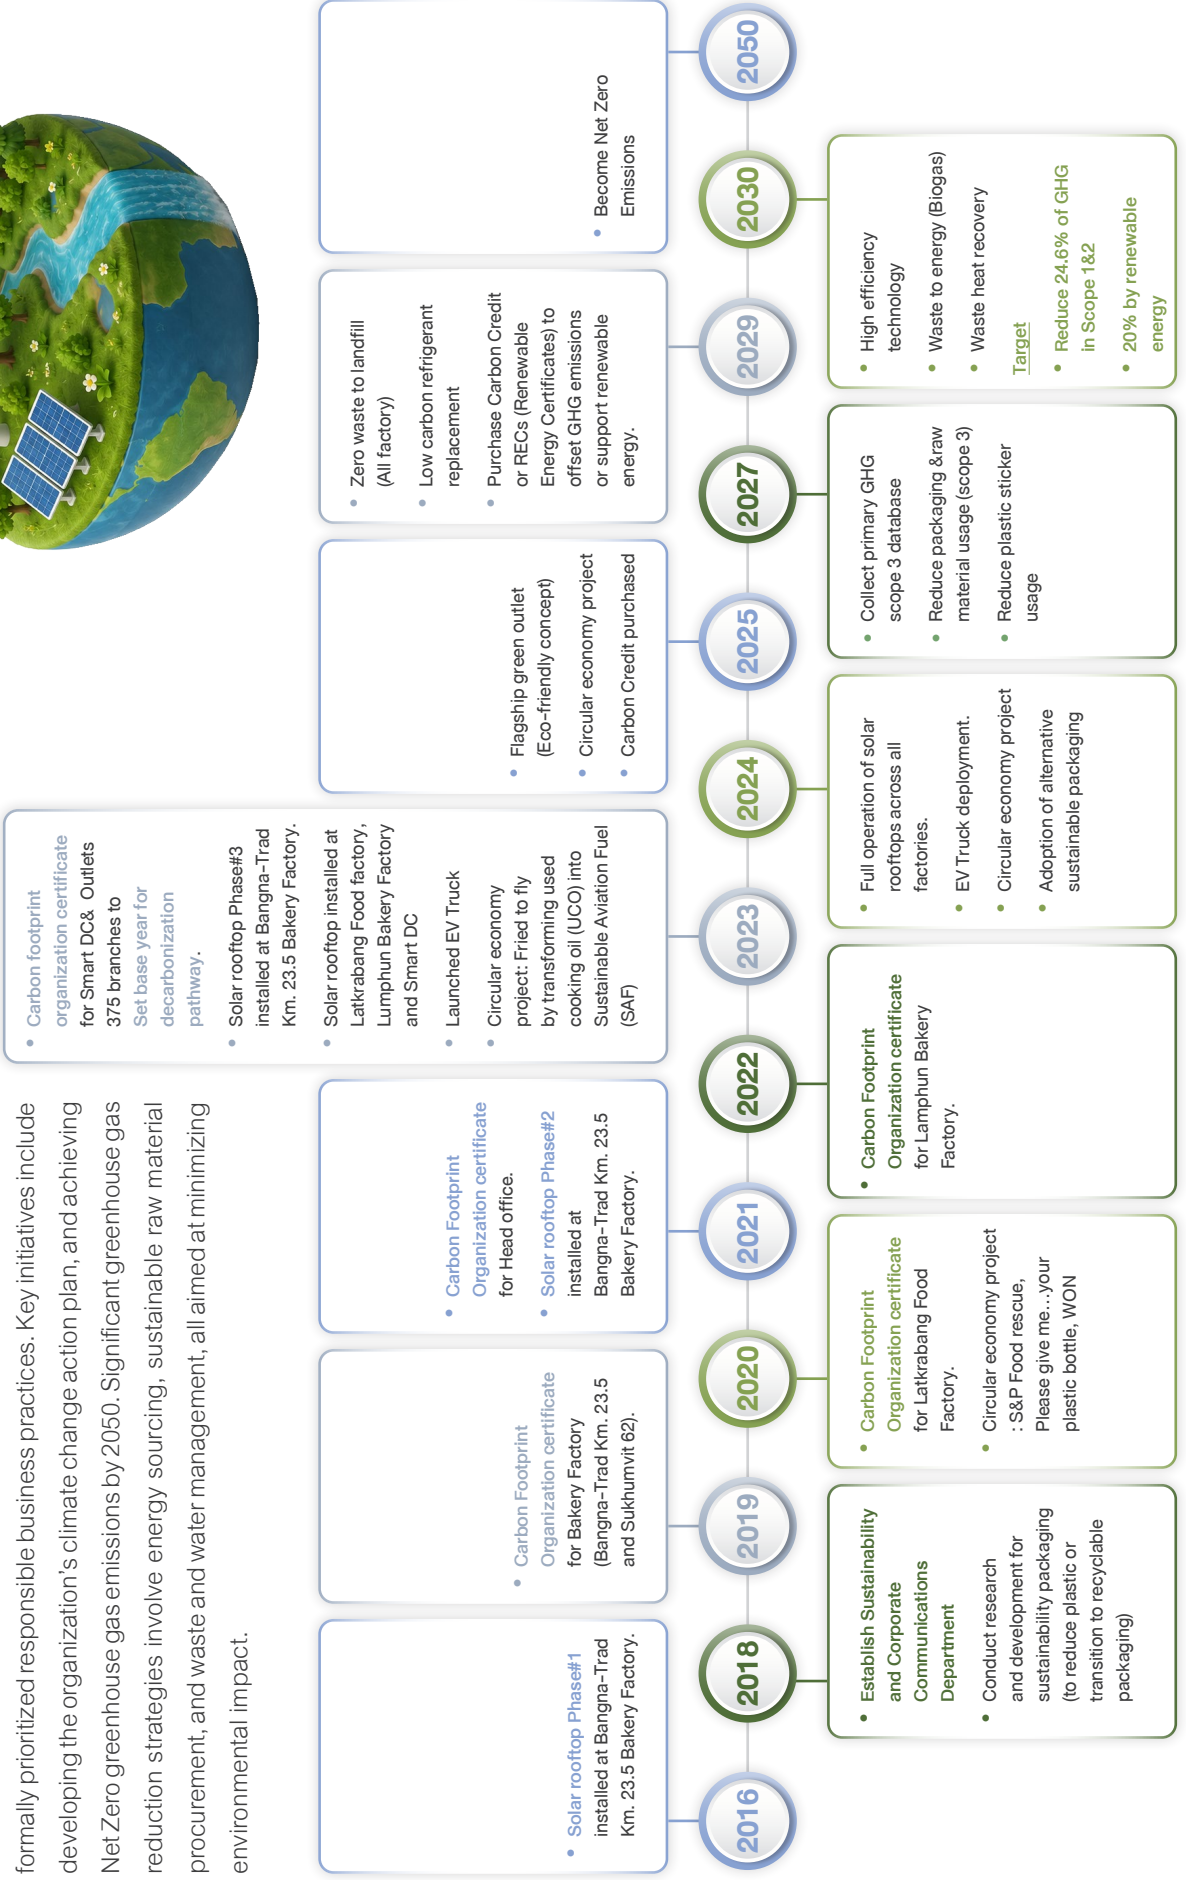 formally prioritized responsible business practices. Key initiatives include
developing the organization's climate change action plan, and achieving
Net Zero greenhouse gas emissions by 2050. Significant greenhouse gas
reduction strategies involve energy sourcing, sustainable raw material
procurement, and waste and water management, all aimed at minimizing
environmental impact.
2016
• Solar rooftop Phase#1
installed at Bangna-Trad
Km. 23.5 Bakery Factory.
2018
• Establish Sustainability
and Corporate
Communications
Department
• Conduct research
and development for
sustainability packaging
(to reduce plastic or
transition to recyclable
packaging)
2019
• Carbon Footprint
Organization certificate
for Bakery Factory
(Bangna-Trad Km. 23.5
and Sukhumvit 62).
2020
• Carbon Footprint
Organization certificate
for Latkrabang Food
Factory.
• Circular economy project
: S&P Food rescue,
Please give me...your
plastic bottle, WON
2021
• Carbon Footprint
Organization certificate
for Head office.
• Solar rooftop Phase#2
installed at
Bangna-Trad Km. 23.5
Bakery Factory.
2022
• Carbon Footprint
Organization certificate
for Lamphun Bakery
Factory.
2023
• Carbon footprint
organization certificate
for Smart DC& Outlets
375 branches to
Set base year for
decarbonization
pathway.
• Solar rooftop Phase#3
installed at Bangna-Trad
Km. 23.5 Bakery Factory.
• Solar rooftop installed at
Latkrabang Food factory,
Lumphun Bakery Factory
and Smart DC
• Launched EV Truck
• Circular economy
project: Fried to fly
by transforming used
cooking oil (UCO) into
Sustainable Aviation Fuel
(SAF)
2024
• Full operation of solar
rooftops across all
factories.
• EV Truck deployment.
• Circular economy project
• Adoption of alternative
sustainable packaging
2025
• Flagship green outlet
(Eco-friendly concept)
• Circular economy project
• Carbon Credit purchased
2027
• Collect primary GHG
scope 3 database
• Reduce packaging &raw
material usage (scope 3)
• Reduce plastic sticker
usage
2029
• Zero waste to landfill
(All factory)
• Low carbon refrigerant
replacement
• Purchase Carbon Credit
or RECs (Renewable
Energy Certificates) to
offset GHG emissions
or support renewable
energy.
2030
• High efficiency
technology
• Waste to energy (Biogas)
• Waste heat recovery
Target
• Reduce 24.6% of GHG
in Scope 1&2
• 20% by renewable
energy
2050
• Become Net Zero
Emissions